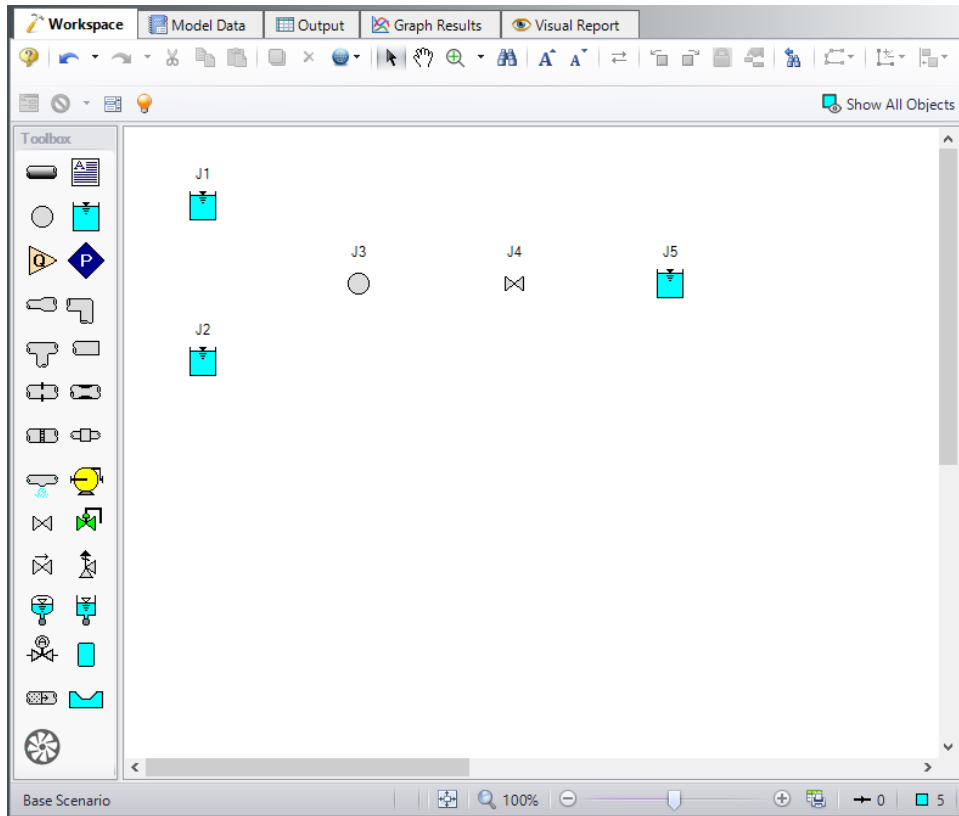 Workspace Model Data Output Graph Results Visual Report
A A
Show All Objects
Toolbox
A
Q P
J1
J3 J4 J5
J2
A
Base Scenario 100% 0 5